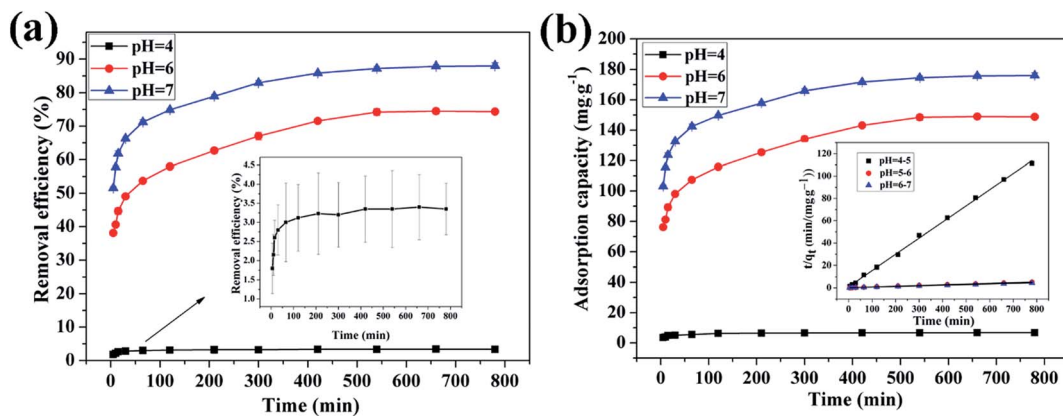 (a)
pH=4
pH=6
pH=7
Removal efficiency (%)
90
80
70
60
50
40
30
20
10
0
0 100 200 300 400 500 600 700 800
Time (min)
Removal efficiency (%)
4.5
4.0
3.5
3.0
2.5
2.0
1.5
1.0
0 100 200 300 400 500 600 700 800
Time (min)
(b)
pH=4
pH=6
pH=7
Adsorption capacity (mg·g-1)
200
180
160
140
120
100
80
60
40
20
0
0 100 200 300 400 500 600 700 800
Time (min)
pH=4-5
pH=5-6
pH=6-7
t/qt (min/(mgg−1))
120
100
80
60
40
20
0
0 100 200 300 400 500 600 700 800
Time (min)